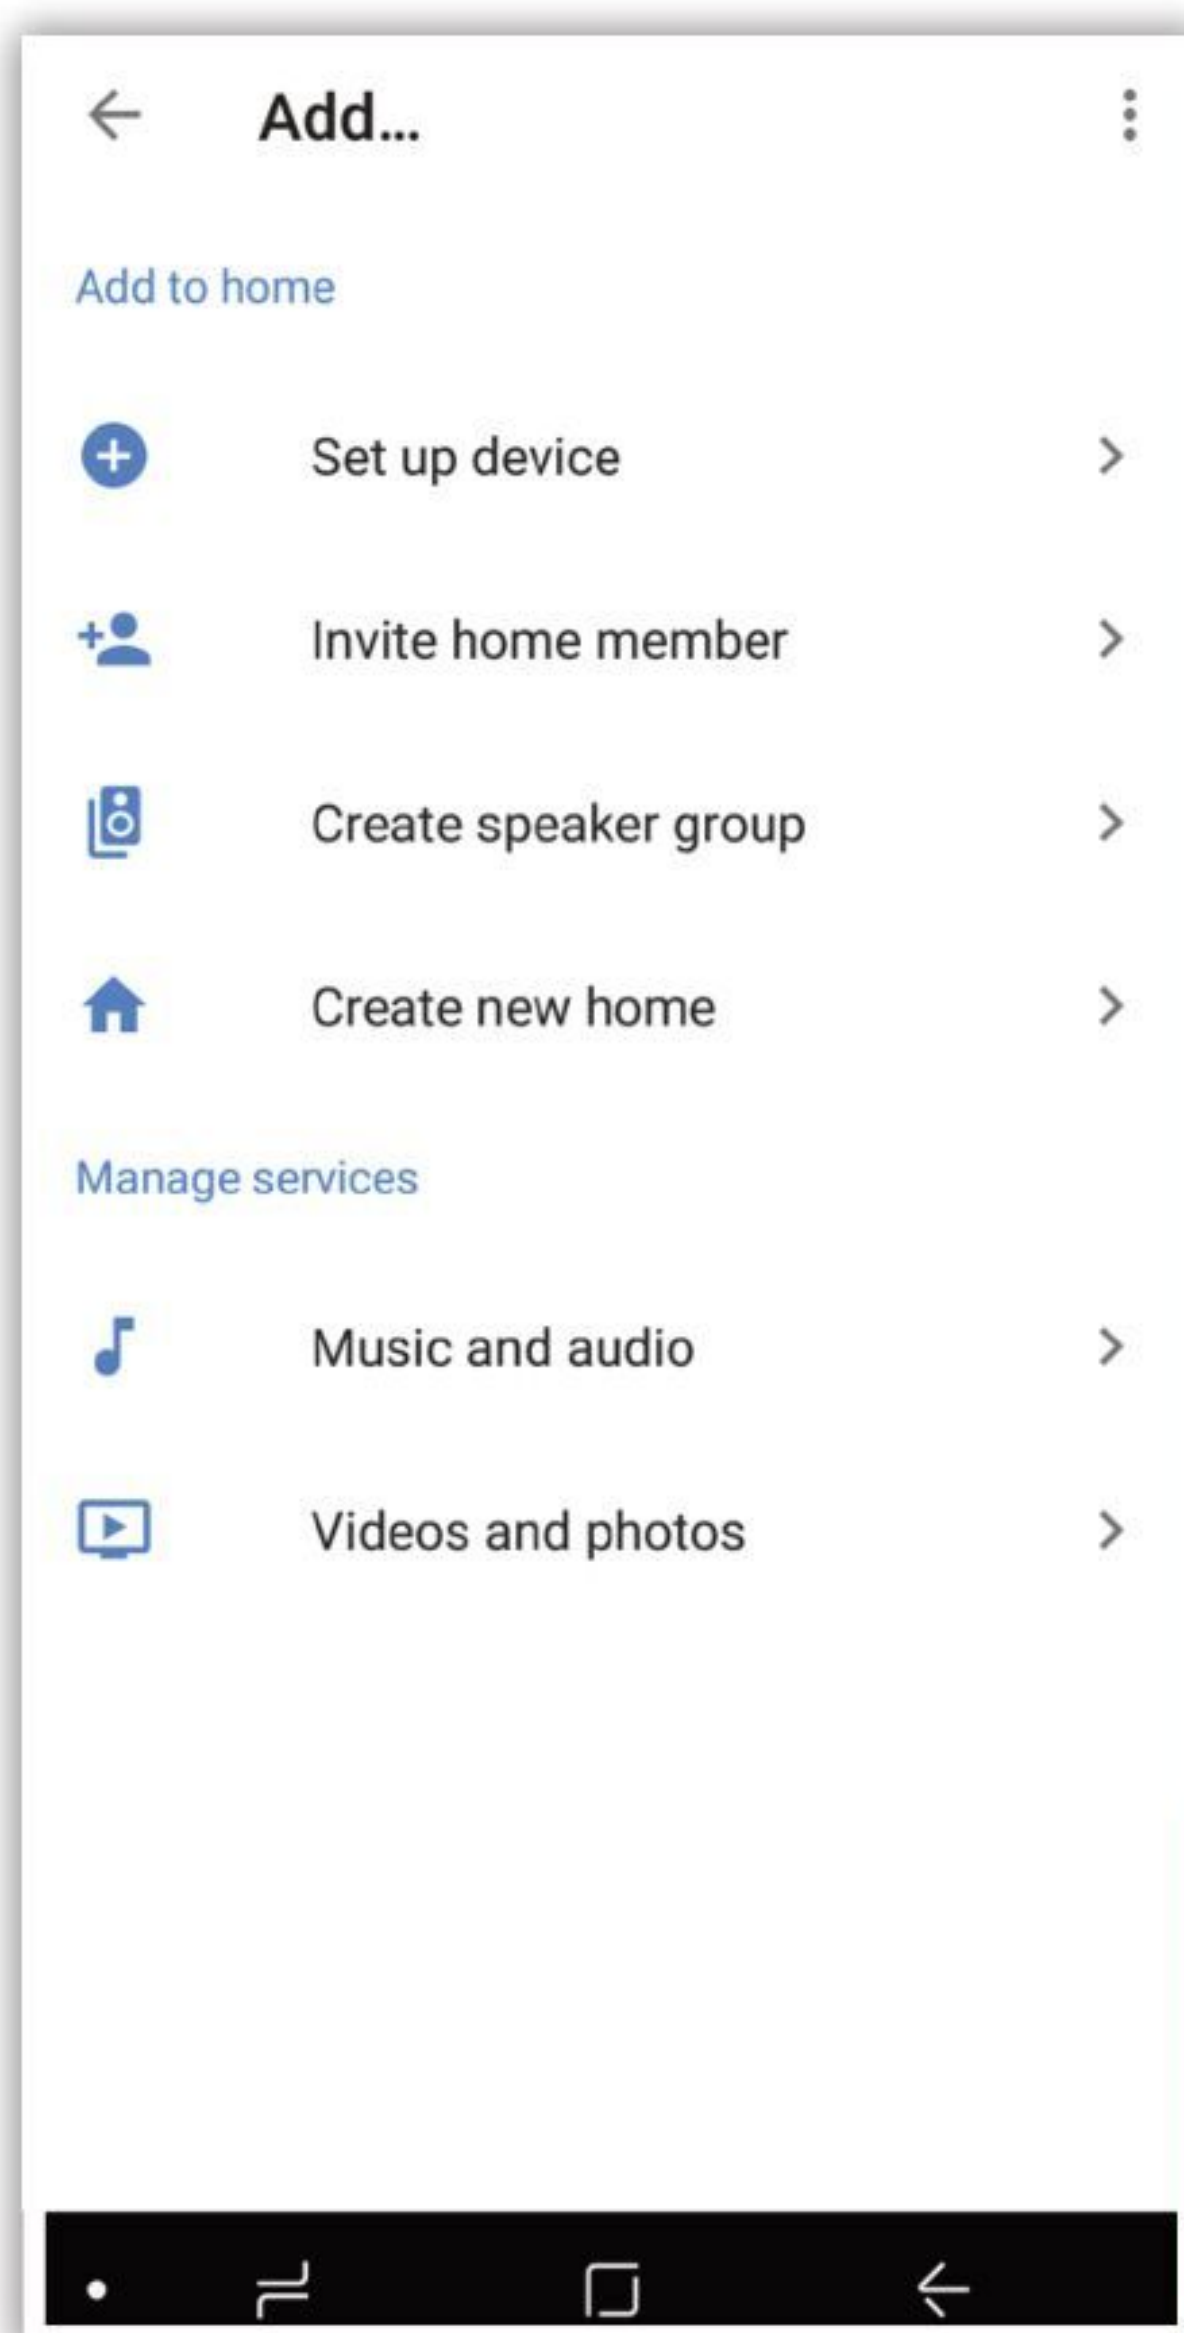 Add...
Add to home
Set up device
Invite home member
Create speaker group
Create new home
Manage services
Music and audio
Videos and photos